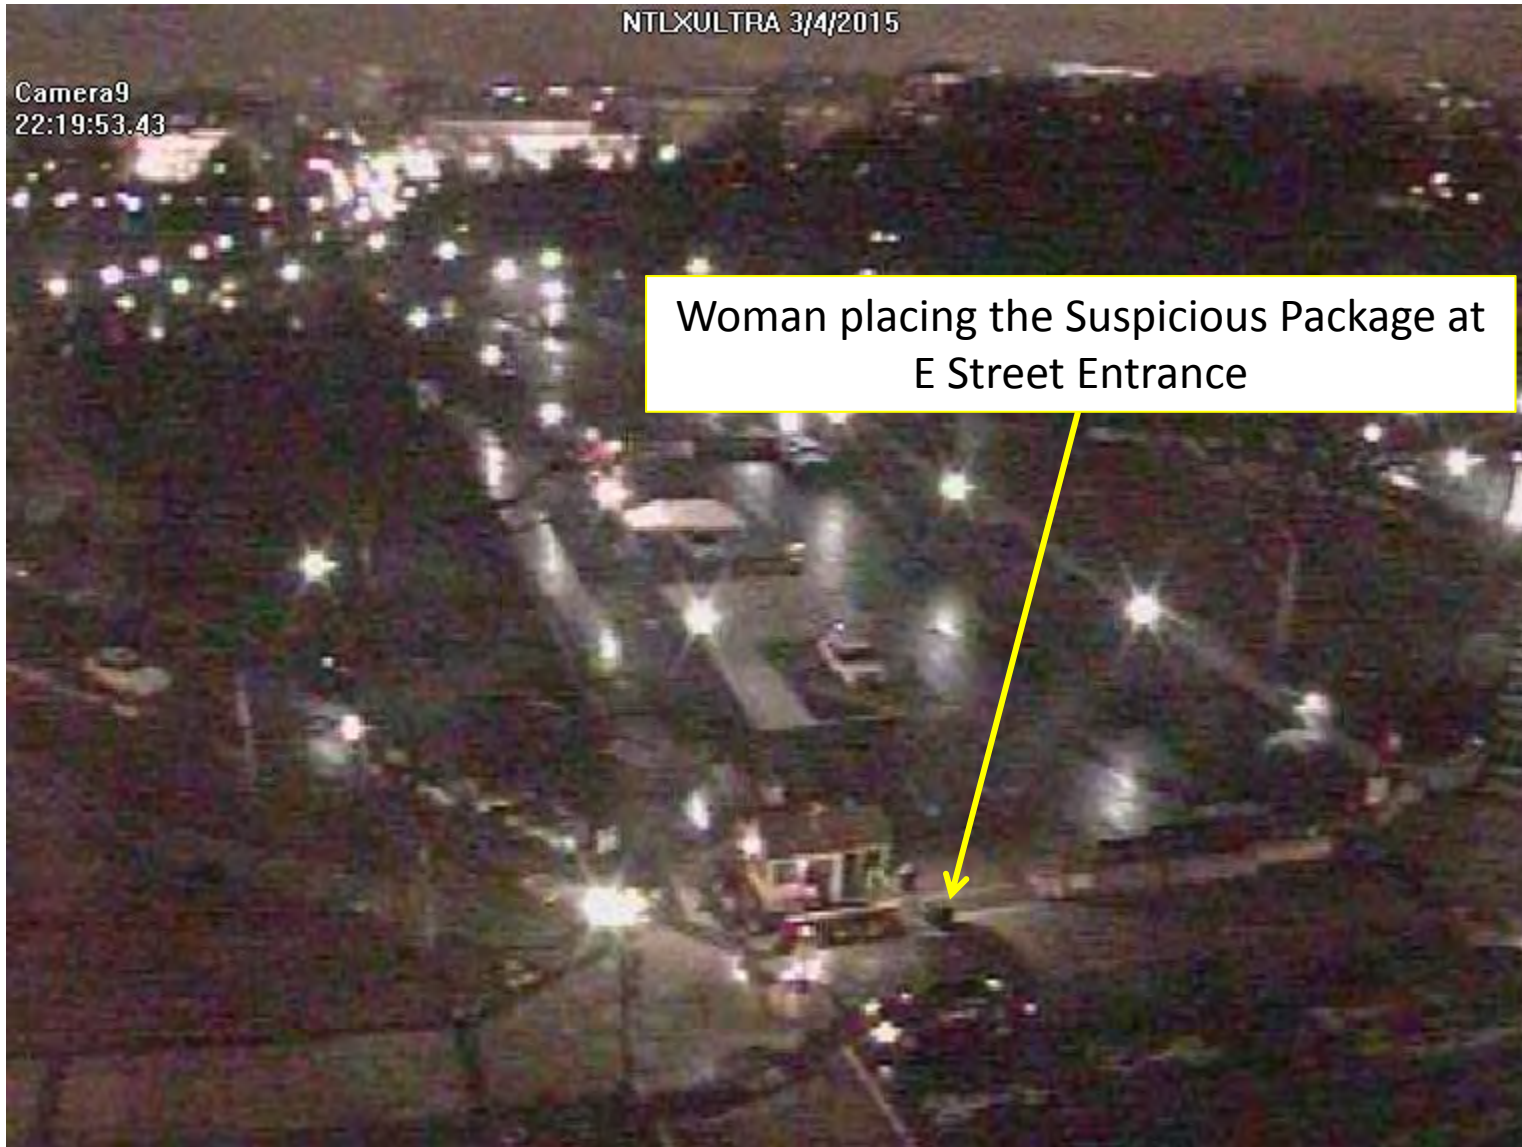 NTLXULTRA 3/4/2015
Camera9
22:19:53.43
Woman placing the Suspicious Package at
E Street Entrance